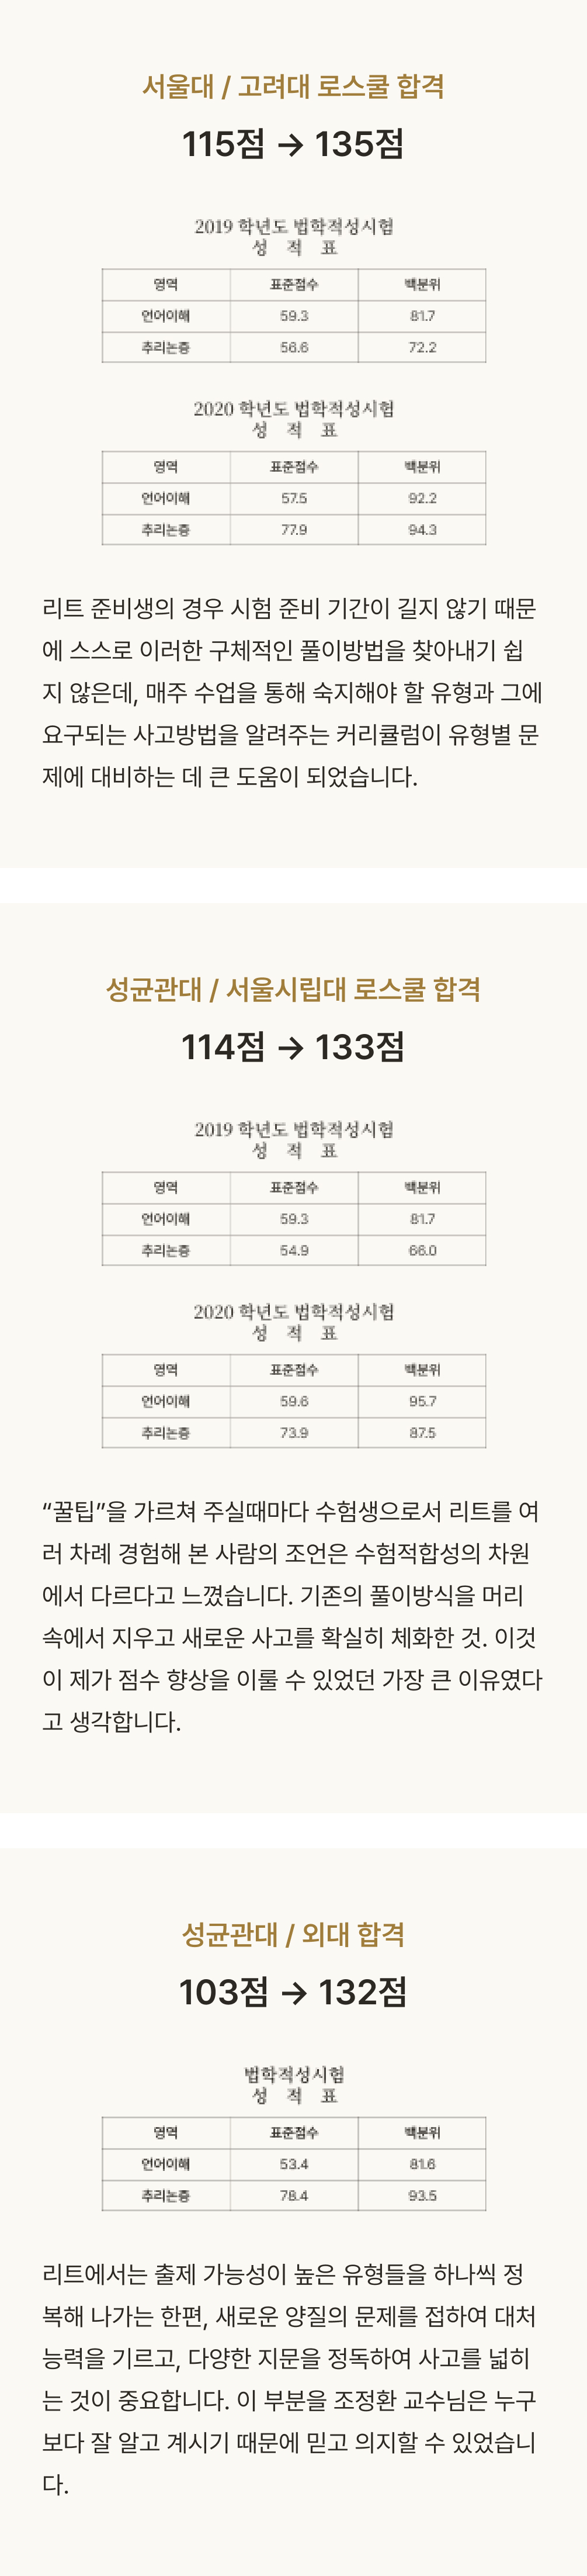 서울대 / 고려대 로스쿨 합격
115점 → 135점
2019 학년도 법학적성시험
성 적 표
영역 표준점수 백분위
언어이해 59.3 81.7
추리논증 56.6 72.2
2020 학년도 법학적성시험
성 적 표
영역 표준점수 백분위
언어이해 57.5 92.2
추리논증 77.9 94.3
리트 준비생의 경우 시험 준비 기간이 길지 않기 때문
에 스스로 이러한 구체적인 풀이방법을 찾아내기 쉽
지 않은데, 매주 수업을 통해 숙지해야 할 유형과 그에
요구되는 사고방법을 알려주는 커리큘럼이 유형별 문
제에 대비하는 데 큰 도움이 되었습니다.
성균관대 / 서울시립대 로스쿨 합격
114점 → 133점
2019 학년도 법학적성시험
성 적 표
영역 표준점수 백분위
언어이해 59.3 81.7
추리논증 54.9 66.0
2020 학년도 법학적성시험
성 적 표
영역 표준점수 백분위
언어이해 59.6 95.7
추리논증 73.9 87.5
“꿀팁”을 가르쳐 주실때마다 수험생으로서 리트를 여
러 차례 경험해 본 사람의 조언은 수험적합성의 차원
에서 다르다고 느꼈습니다. 기존의 풀이방식을 머리
속에서 지우고 새로운 사고를 확실히 체화한 것. 이것
이 제가 점수 향상을 이룰 수 있었던 가장 큰 이유였다
고 생각합니다.
성균관대 / 외대 합격
103점 → 132점
법학적성시험
성 적 표
영역 표준점수 백분위
언어이해 53.4 81.6
추리논증 78.4 93.5
리트에서는 출제 가능성이 높은 유형들을 하나씩 정
복해 나가는 한편, 새로운 양질의 문제를 접하여 대처
능력을 기르고, 다양한 지문을 정독하여 사고를 넓히
는 것이 중요합니다. 이 부분을 조정환 교수님은 누구
보다 잘 알고 계시기 때문에 믿고 의지할 수 있었습니
다.